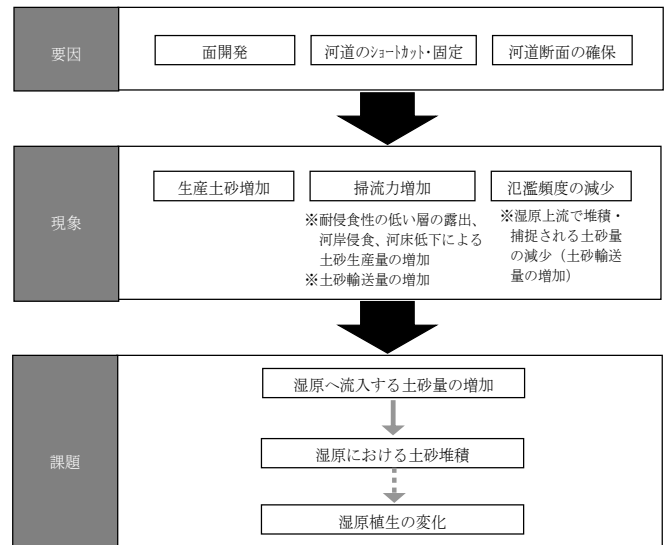 要因
面開発
河道のｼｮｰﾄｶｯﾄ・固定
河道断面の確保
現象
生産土砂増加
掃流力増加
※耐侵食性の低い層の露出、
河岸侵食、河床低下による
土砂生産量の増加
※土砂輸送量の増加
氾濫頻度の減少
※湿原上流で堆積・
捕捉される土砂量
の減少（土砂輸送
量の増加）
課題
湿原へ流入する土砂量の増加
湿原における土砂堆積
湿原植生の変化